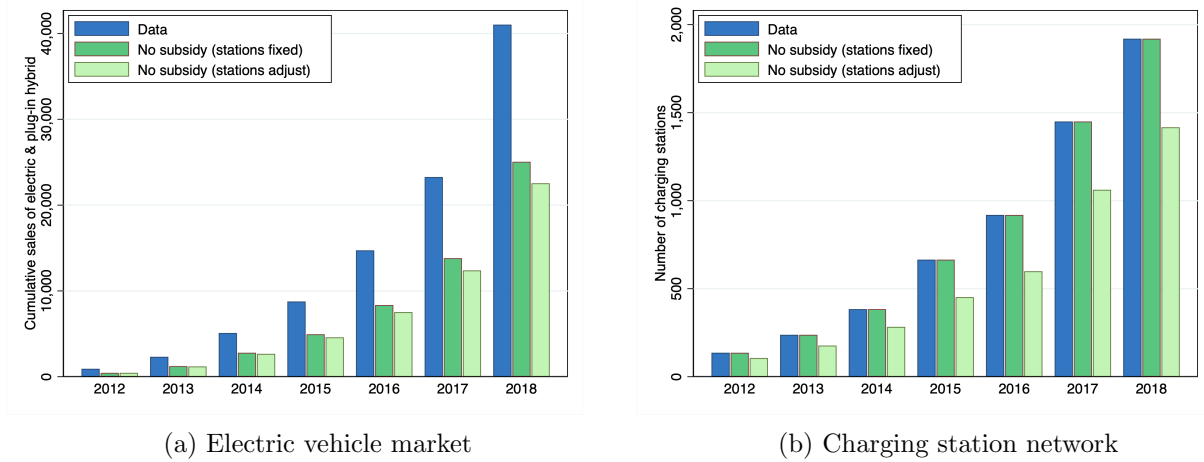 Cumulative sales of electric & plug-in hybrid
40,000
30,000
20,000
10,000
0
Data
No subsidy (stations fixed)
No subsidy (stations adjust)
2012 2013 2014 2015 2016 2017 2018
(a) Electric vehicle market
Number of charging stations
2,000
1,500
1,000
500
0
Data
No subsidy (stations fixed)
No subsidy (stations adjust)
2012 2013 2014 2015 2016 2017 2018
(b) Charging station network